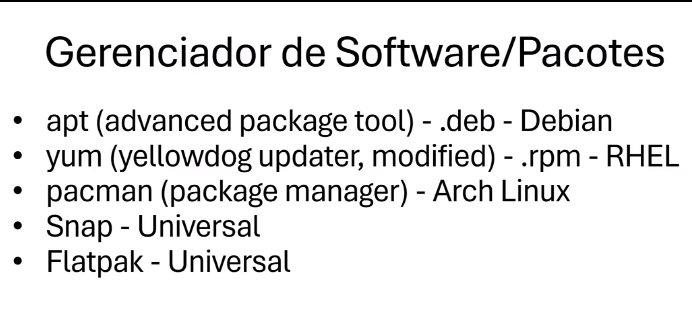 Gerenciador de Software/Pacotes
• apt (advanced package tool) - .deb - Debian
• yum (yellowdog updater, modified) - .rpm - RHEL
• pacman (package manager) - Arch Linux
• Snap - Universal
• Flatpak - Universal